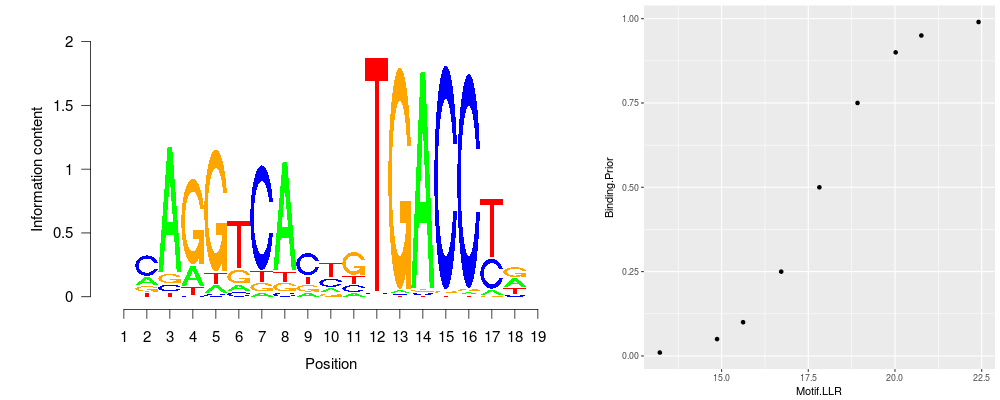 2
1.5
1
0.5
0
Information content
1 2 3 4 5 6 7 8 9 10 11 12 13 14 15 16 17 18 19
Position
C A G G T C A C T G T G A C C T G
1.00
0.75
0.50
0.25
0.00
Binding.Prior
15.0 17.5 20.0 22.5
Motif.LLR